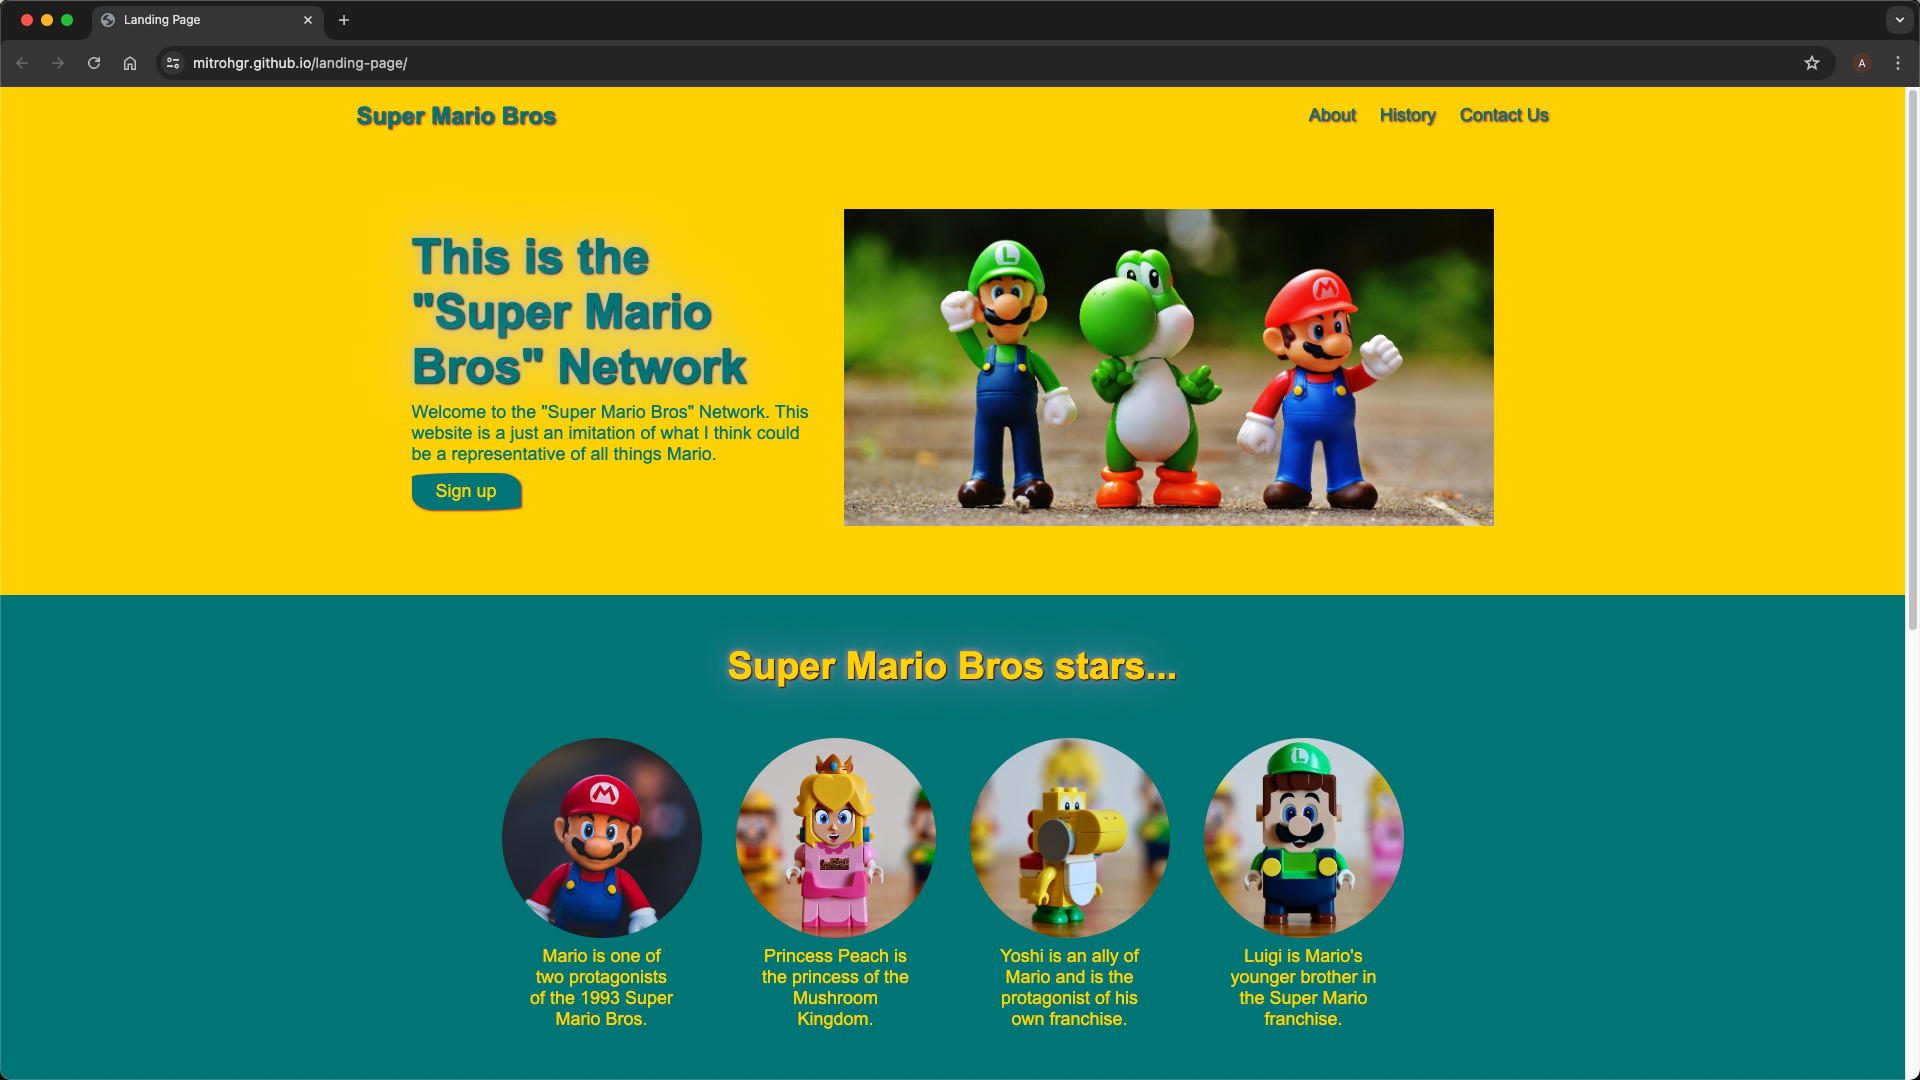 Landing Page
mitrohgr.github.io/landing-page/
A
Super Mario Bros
About History Contact Us
This is the
"Super Mario
Bros" Network
Welcome to the "Super Mario Bros" Network. This
website is a just an imitation of what I think could
be a representative of all things Mario.
Sign up
L
M
Super Mario Bros stars...
M
L
Mario is one of
two protagonists
of the 1993 Super
Mario Bros.
Princess Peach is
the princess of the
Mushroom
Kingdom.
Yoshi is an ally of
Mario and is the
protagonist of his
own franchise.
Luigi is Mario's
younger brother in
the Super Mario
franchise.